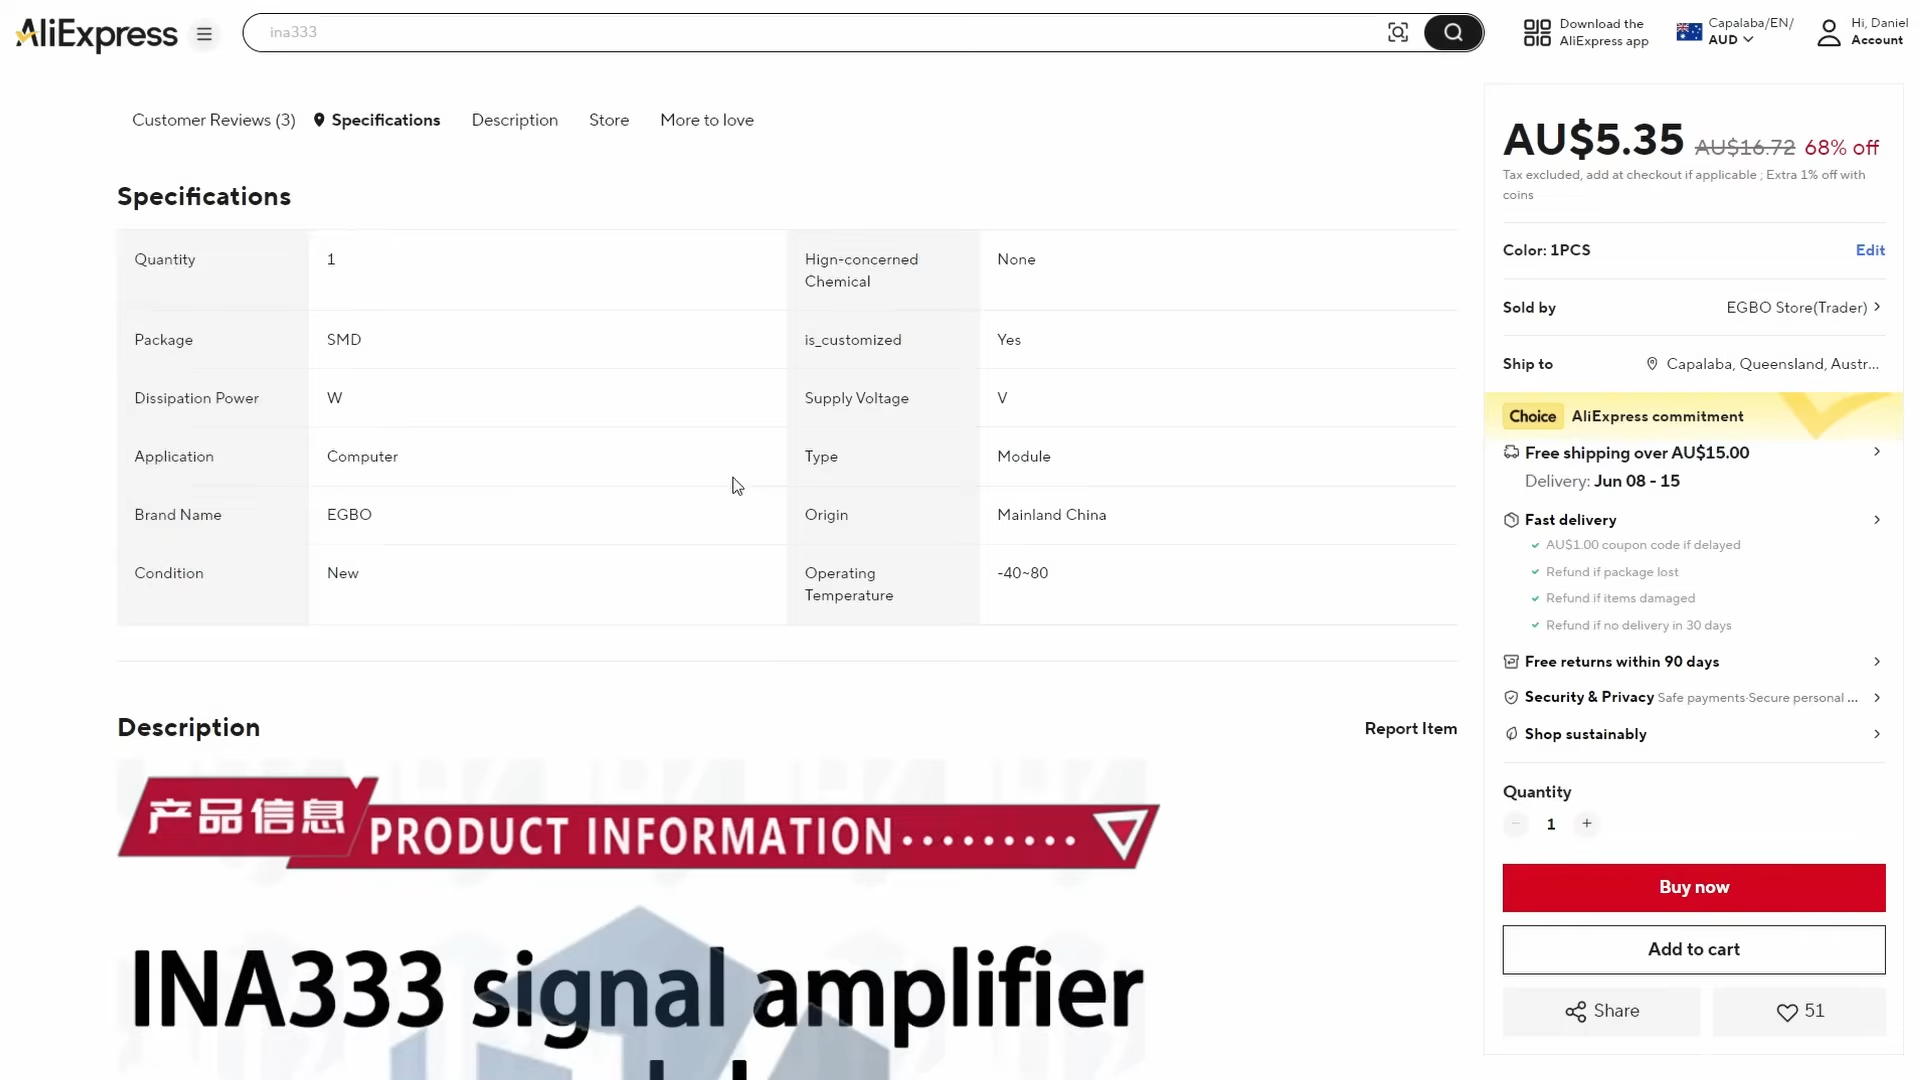 AliExpress
ina333
Download the
AliExpress app
Capalaba/EN/
AUD
Hi, Daniel
Account
Customer Reviews (3)
Specifications
Description
Store
More to love
Specifications
Quantity
1
Hign-concerned
Chemical
None
Package
SMD
is_customized
Yes
Dissipation Power
W
Supply Voltage
V
Application
Computer
Type
Module
Brand Name
EGBO
Origin
Mainland China
Condition
New
Operating
Temperature
-40~80
Description
Report Item
产品信息
PRODUCT INFORMATION
INA333 signal amplifier
AU$5.35 AU$16.72 68% off
Tax excluded, add at checkout if applicable ; Extra 1% off with
coins
Color: 1PCS
Edit
Sold by
EGBO Store(Trader)
Ship to
Capalaba, Queensland, Austr...
Choice AliExpress commitment
Free shipping over AU$15.00
Delivery: Jun 08 - 15
Fast delivery
AU$1.00 coupon code if delayed
Refund if package lost
Refund if items damaged
Refund if no delivery in 30 days
Free returns within 90 days
Security & Privacy Safe payments·Secure personal ...
Shop sustainably
Quantity
1
Buy now
Add to cart
Share
51